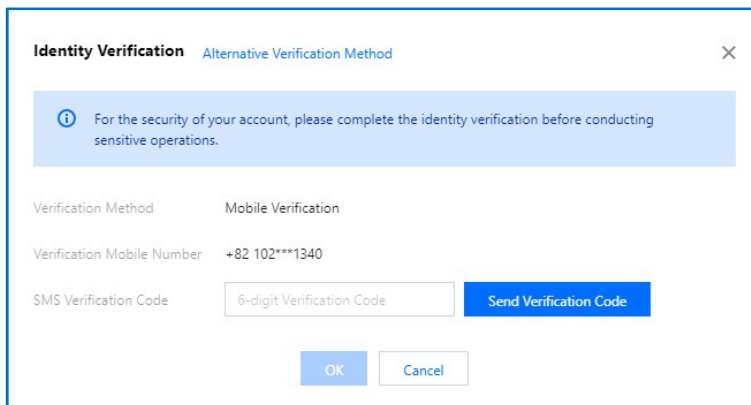 Identity Verification Alternative Verification Method
For the security of your account, please complete the identity verification before conducting
sensitive operations.
Verification Method Mobile Verification
Verification Mobile Number +82 102***1340
SMS Verification Code 6-digit Verification Code Send Verification Code
OK Cancel